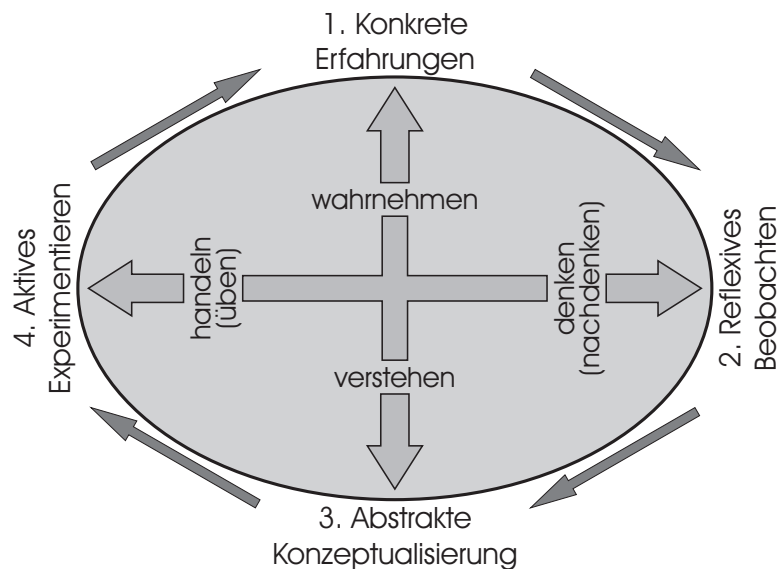 1. Konkrete
Erfahrungen
wahrnehmen
4. Aktives
Experimentieren
handeln
(üben)
denken
(nachdenken)
2. Reflexives
Beobachten
verstehen
3. Abstrakte
Konzeptualisierung